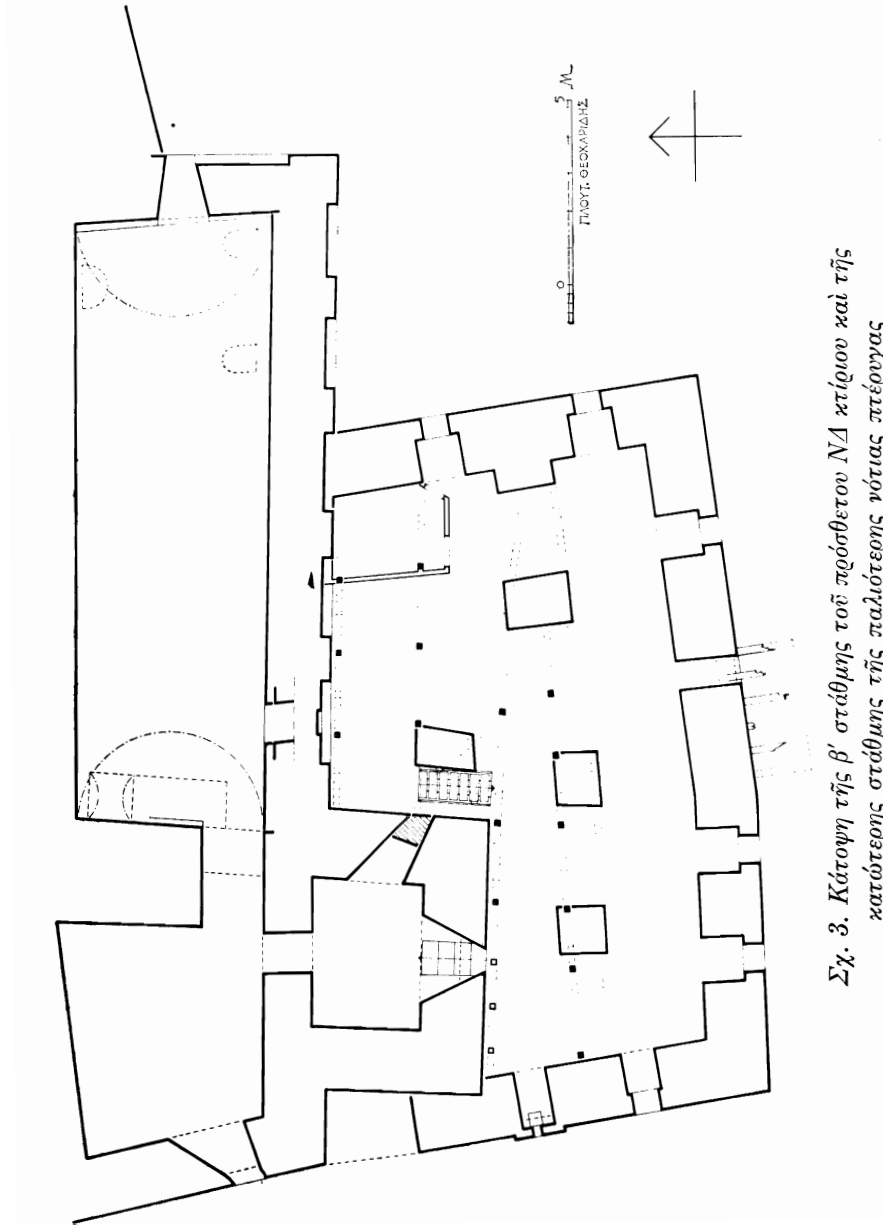 0 5 M
ΠΛΟΥΤ. ΘΕΟΧΑΡΙΔΗΣ
Σχ. 3. Κάτοψη τῆς β' στάθμης τοῦ πρόσθετου ΝΔ κτίριου καὶ τῆς
κατώτερης στάθμης τῆς παλιότερης νότιας πτέρυγας